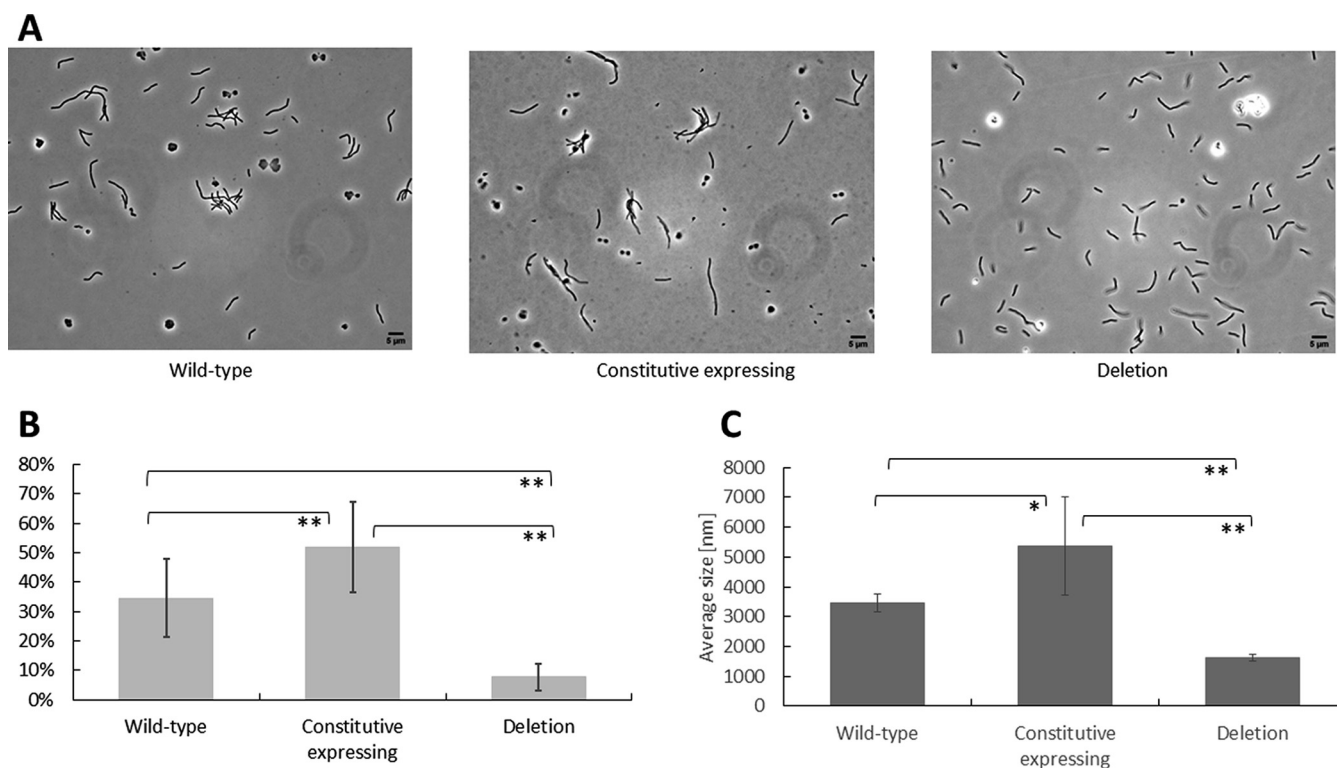 A
5 µm
5 µm
5 µm
Wild-type
Constitutive expressing
Deletion
B
80%
70%
60%
50%
40%
30%
20%
10%
0%
**
**
**
Wild-type
Constitutive
expressing
Deletion
C
Average size [nm]
8000
7000
6000
5000
4000
3000
2000
1000
0
**
*
**
Wild-type
Constitutive
expressing
Deletion